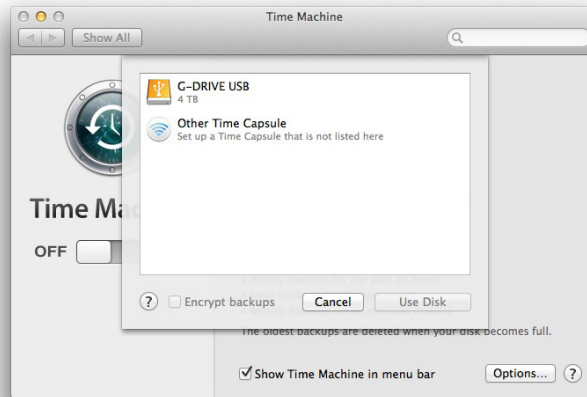 Time Machine
Show All
G-DRIVE USB
4 TB
Other Time Capsule
Set up a Time Capsule that is not listed here
Time Ma
OFF
? Encrypt backups Cancel Use Disk
The oldest backups are deleted when your disk becomes full.
Show Time Machine in menu bar Options... ?